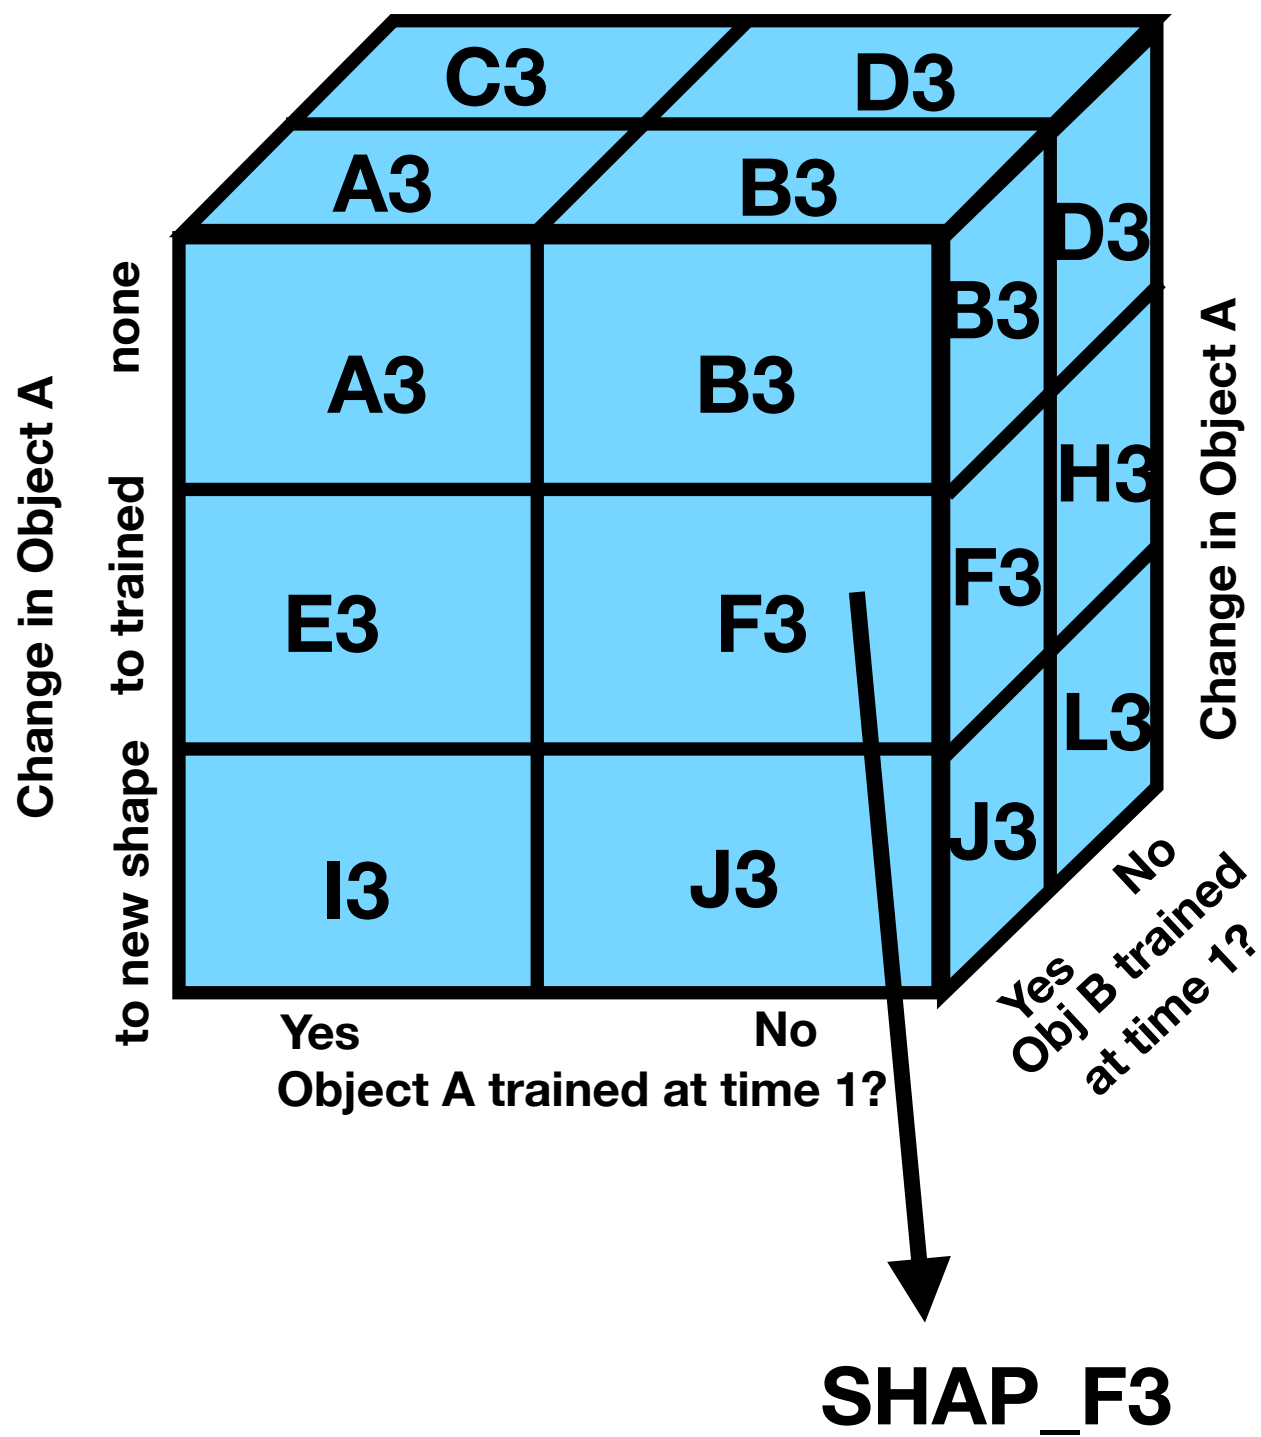 C3
D3
A3
B3
none
A3
B3
B3
D3
Change in Object A
to trained
E3
F3
F3
H3
Change in Object A
to new shape
I3
J3
J3
L3
Yes
No
Object A trained at time 1?
Yes
No
Obj B trained
at time 1?
SHAP_F3